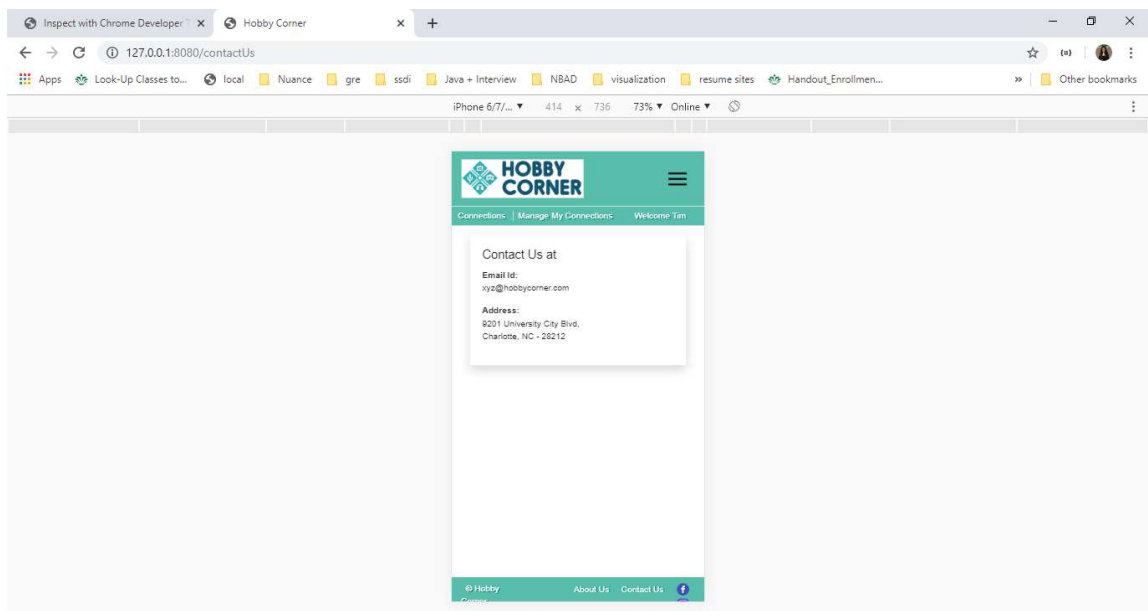 Inspect with Chrome Developer T
Hobby Corner
127.0.0.1:8080/contactUs
Apps Look-Up Classes to... local Nuance gre ssdi Java + Interview NBAD visualization resume sites Handout_Enrollmen... » Other bookmarks
iPhone 6/7/... ▼ 414 x 736 73% ▼ Online ▼
HOBBY
CORNER
Connections | Manage My Connections Welcome Tim
Contact Us at
Email Id:
xyz@hobbycorner.com
Address:
9201 University City Blvd,
Charlotte, NC - 28212
© Hobby About Us Contact Us
Corner